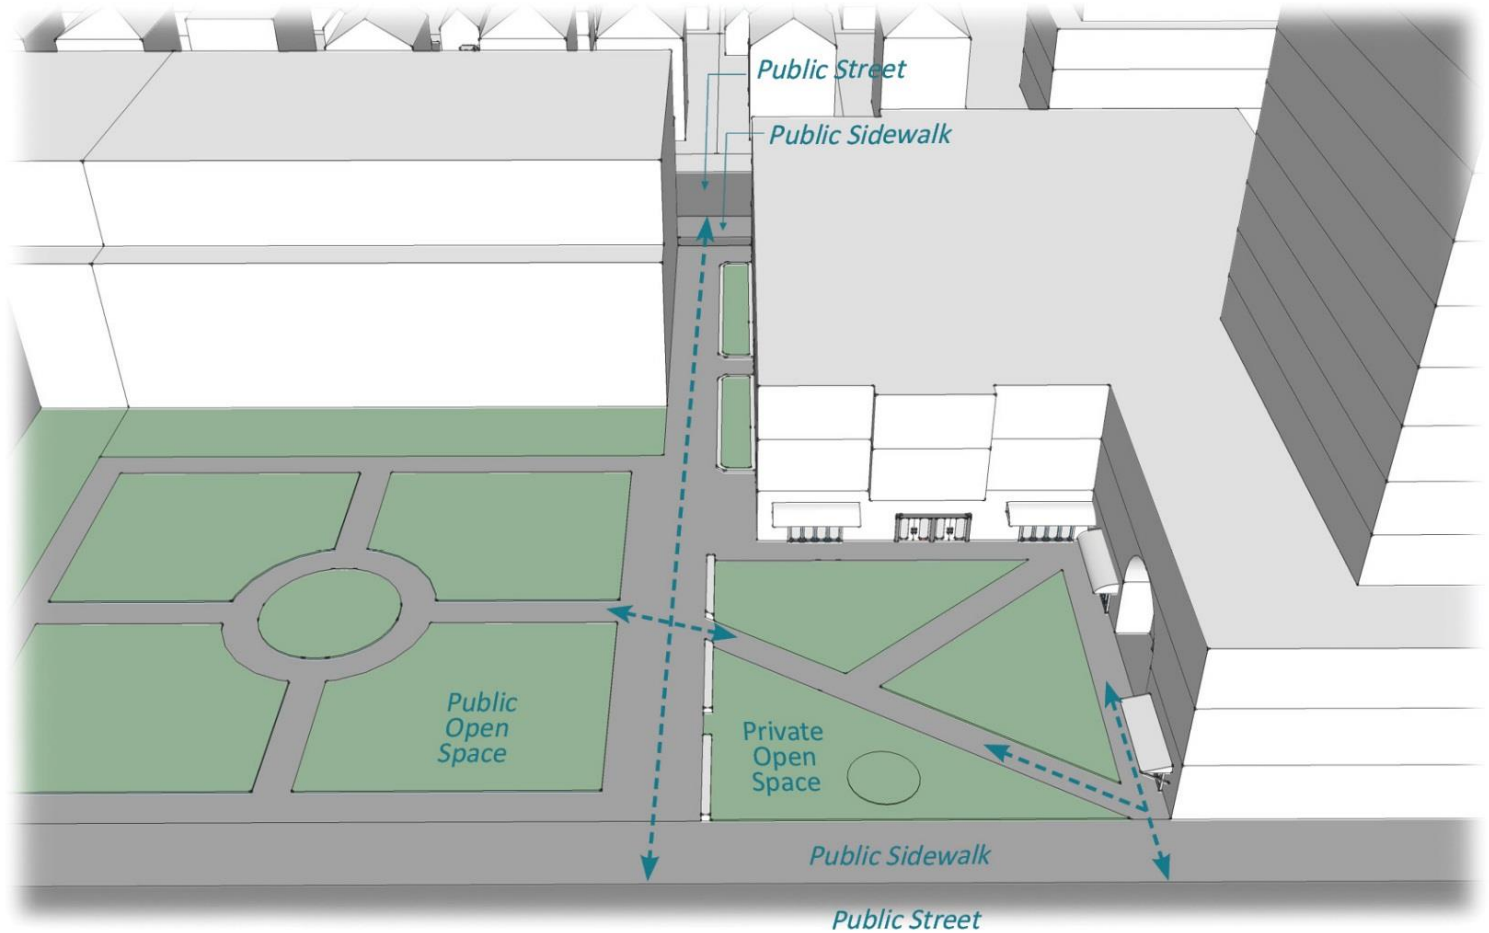 Public Street
Public Sidewalk
Public
Open
Space
Private
Open
Space
Public Sidewalk
Public Street